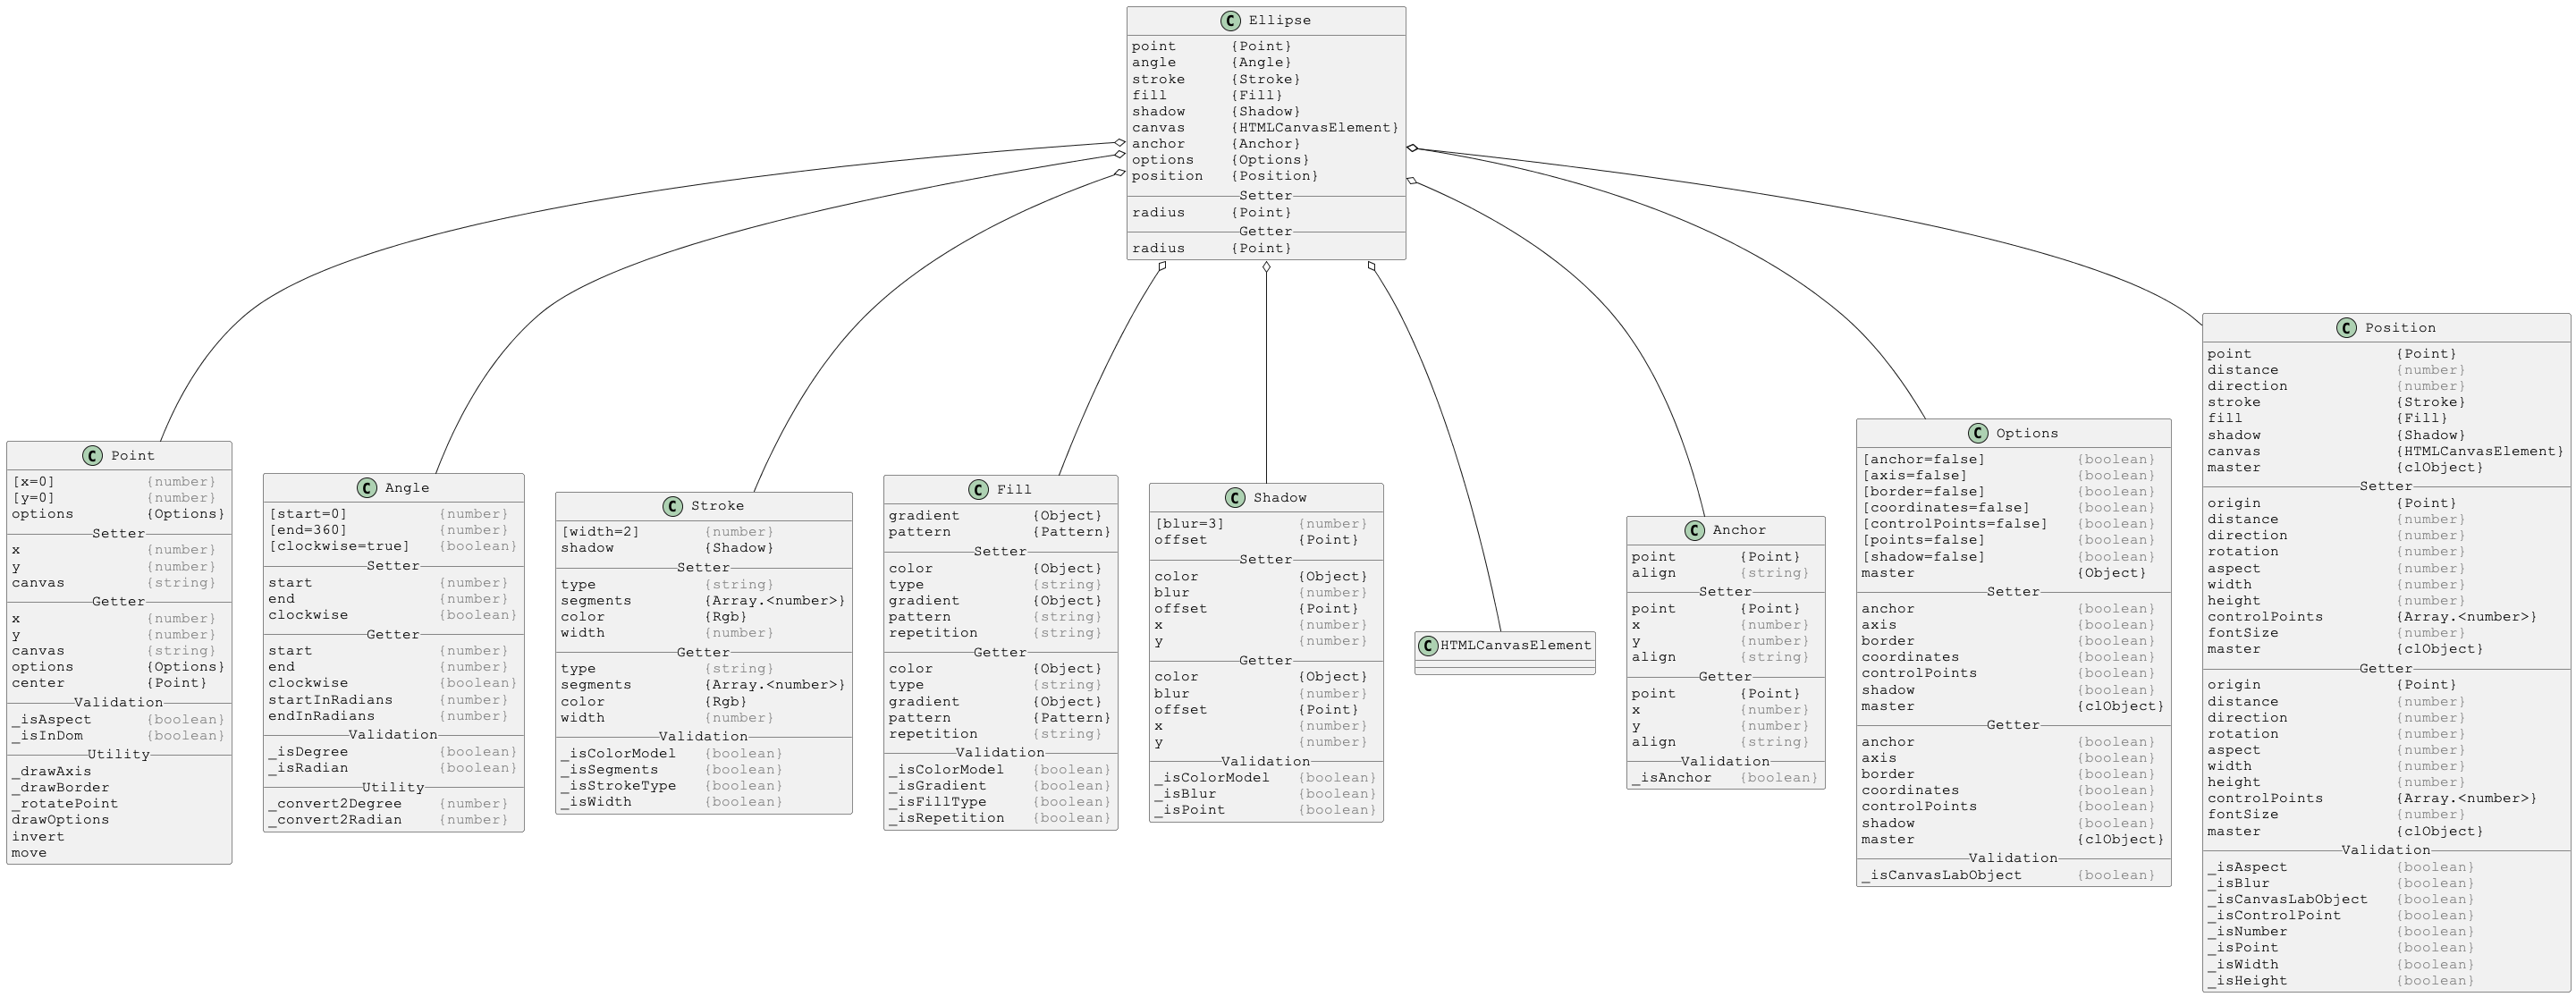 C Ellipse
point {Point}
angle {Angle}
stroke {Stroke}
fill {Fill}
shadow {Shadow}
canvas {HTMLCanvasElement}
anchor {Anchor}
options {Options}
position {Position}
Setter
radius {Point}
Getter
radius {Point}
C Point
[x=0] {number}
[y=0] {number}
options {Options}
Setter
x {number}
y {number}
canvas {string}
Getter
x {number}
y {number}
canvas {string}
options {Options}
center {Point}
Validation
_isAspect {boolean}
_isInDom {boolean}
Utility
_drawAxis
_drawBorder
_rotatePoint
drawOptions
invert
move
C Angle
[start=0] {number}
[end=360] {number}
[clockwise=true] {boolean}
Setter
start {number}
end {number}
clockwise {boolean}
Getter
start {number}
end {number}
clockwise {boolean}
startInRadians {number}
endInRadians {number}
Validation
_isDegree {boolean}
_isRadian {boolean}
Utility
_convert2Degree {number}
_convert2Radian {number}
C Stroke
[width=2] {number}
shadow {Shadow}
Setter
type {string}
segments {Array.<number>}
color {Rgb}
width {number}
Getter
type {string}
segments {Array.<number>}
color {Rgb}
width {number}
Validation
_isColorModel {boolean}
_isSegments {boolean}
_isStrokeType {boolean}
_isWidth {boolean}
C Fill
gradient {Object}
pattern {Pattern}
Setter
color {Object}
type {string}
gradient {Object}
pattern {string}
repetition {string}
Getter
color {Object}
type {string}
gradient {Object}
pattern {Pattern}
repetition {string}
Validation
_isColorModel {boolean}
_isGradient {boolean}
_isFillType {boolean}
_isRepetition {boolean}
C Shadow
[blur=3] {number}
offset {Point}
Setter
color {Object}
blur {number}
offset {Point}
x {number}
y {number}
Getter
color {Object}
blur {number}
offset {Point}
x {number}
y {number}
Validation
_isColorModel {boolean}
_isBlur {boolean}
_isPoint {boolean}
C HTMLCanvasElement
C Anchor
point {Point}
align {string}
Setter
point {Point}
x {number}
y {number}
align {string}
Getter
point {Point}
x {number}
y {number}
align {string}
Validation
_isAnchor {boolean}
C Options
[anchor=false] {boolean}
[axis=false] {boolean}
[border=false] {boolean}
[coordinates=false] {boolean}
[controlPoints=false] {boolean}
[points=false] {boolean}
[shadow=false] {boolean}
master {Object}
Setter
anchor {boolean}
axis {boolean}
border {boolean}
coordinates {boolean}
controlPoints {boolean}
shadow {boolean}
master {clObject}
Getter
anchor {boolean}
axis {boolean}
border {boolean}
coordinates {boolean}
controlPoints {boolean}
shadow {boolean}
master {clObject}
Validation
_isCanvasLabObject {boolean}
C Position
point {Point}
distance {number}
direction {number}
stroke {Stroke}
fill {Fill}
shadow {Shadow}
canvas {HTMLCanvasElement}
master {clObject}
Setter
origin {Point}
distance {number}
direction {number}
rotation {number}
aspect {number}
width {number}
height {number}
controlPoints {Array.<number>}
fontSize {number}
master {clObject}
Getter
origin {Point}
distance {number}
direction {number}
rotation {number}
aspect {number}
width {number}
height {number}
controlPoints {Array.<number>}
fontSize {number}
master {clObject}
Validation
_isAspect {boolean}
_isBlur {boolean}
_isCanvasLabObject {boolean}
_isControlPoint {boolean}
_isNumber {boolean}
_isPoint {boolean}
_isWidth {boolean}
_isHeight {boolean}